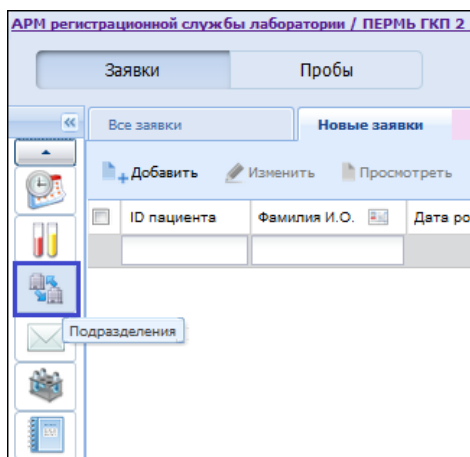 АРМ регистрационной службы лаборатории / ПЕРМЬ ГКП 2
Заявки Пробы
Все заявки Новые заявки
Добавить Изменить Просмотреть
ID пациента Фамилия И.О. Дата ро
Подразделения